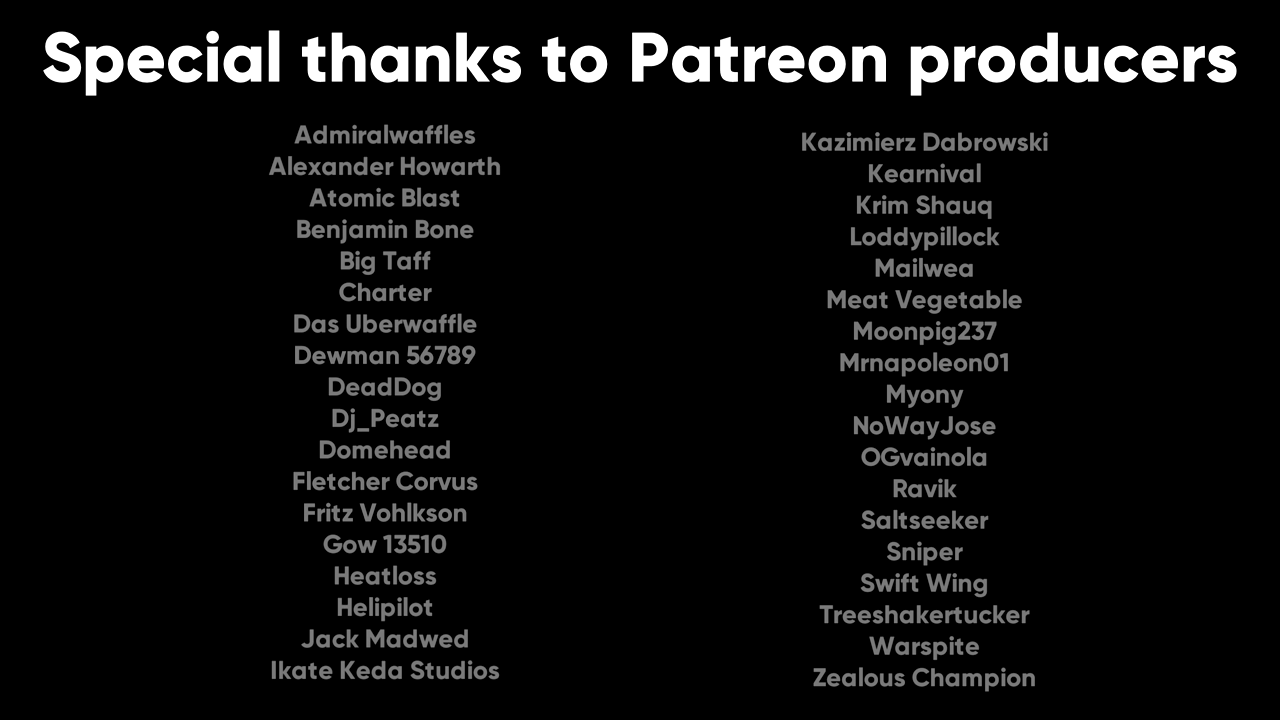 Special thanks to Patreon producers
Admiralwaffles
Alexander Howarth
Atomic Blast
Benjamin Bone
Big Taff
Charter
Das Uberwaffle
Dewman 56789
DeadDog
Dj_Peatz
Domehead
Fletcher Corvus
Fritz Vohlkson
Gow 13510
Heatloss
Helipilot
Jack Madwed
Ikate Keda Studios
Kazimierz Dabrowski
Kearnival
Krim Shauq
Loddypillock
Mailwea
Meat Vegetable
Moonpig237
Mrnapoleon01
Myony
NoWayJose
OGvainola
Ravik
Saltseeker
Sniper
Swift Wing
Treeshakertucker
Warspite
Zealous Champion